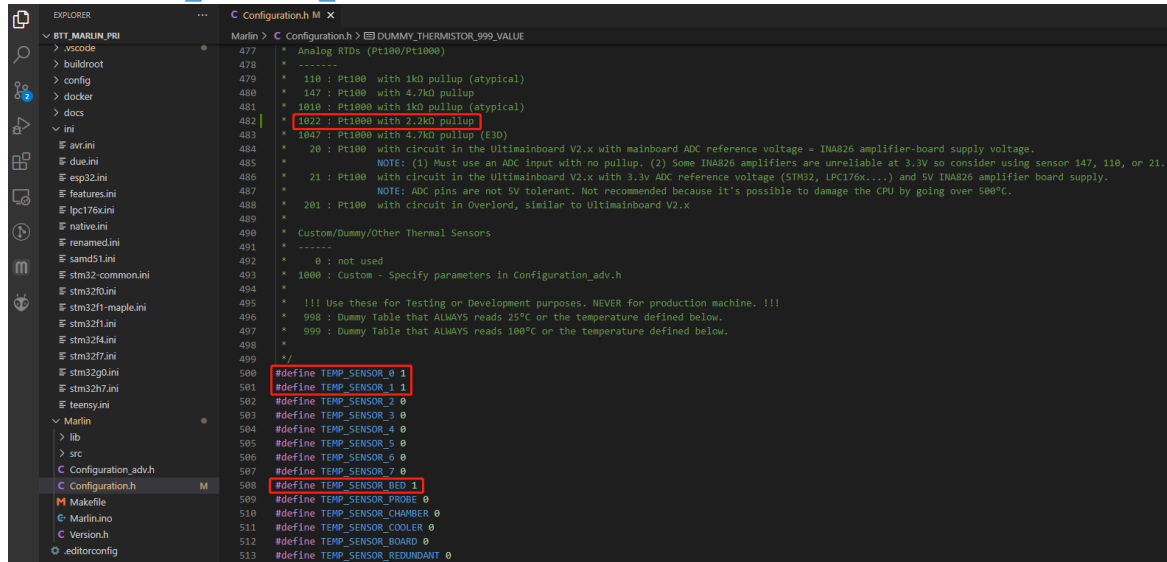 EXPLORER
BTT_MARLIN_PRI
.vscode
buildroot
config
docker
docs
ini
avr.ini
due.ini
esp32.ini
features.ini
lpc176x.ini
native.ini
renamed.ini
samd51.ini
stm32-common.ini
stm32f0.ini
stm32f1-maple.ini
stm32f1.ini
stm32f4.ini
stm32f7.ini
stm32g0.ini
stm32h7.ini
teensy.ini
Marlin
lib
src
Configuration_adv.h
Configuration.h M
Makefile
Marlin.ino
Version.h
.editorconfig
C Configuration.h M ×
Marlin > C Configuration.h > DUMMY_THERMISTOR_999_VALUE
477 * Analog RTDs (Pt100/Pt1000)
478 * -------
479 * 110 : Pt100 with 1kΩ pullup (atypical)
480 * 147 : Pt100 with 4.7kΩ pullup
481 * 1010 : Pt1000 with 1kΩ pullup (atypical)
482 * 1022 : Pt1000 with 2.2kΩ pullup
483 * 1047 : Pt1000 with 4.7kΩ pullup (E3D)
484 * 20 : Pt100 with circuit in the Ultimainboard V2.x with mainboard ADC reference voltage = INA826 amplifier-board supply voltage.
485 * NOTE: (1) Must use an ADC input with no pullup. (2) Some INA826 amplifiers are unreliable at 3.3V so consider using sensor 147, 110, or 21.
486 * 21 : Pt100 with circuit in the Ultimainboard V2.x with 3.3v ADC reference voltage (STM32, LPC176x....) and 5V INA826 amplifier board supply.
487 * NOTE: ADC pins are not 5V tolerant. Not recommended because it's possible to damage the CPU by going over 500°C.
488 * 201 : Pt100 with circuit in Overlord, similar to Ultimainboard V2.x
489 *
490 * Custom/Dummy/Other Thermal Sensors
491 * ------
492 * 0 : not used
493 * 1000 : Custom - Specify parameters in Configuration_adv.h
494 *
495 * !!! Use these for Testing or Development purposes. NEVER for production machine. !!!
496 * 998 : Dummy Table that ALWAYS reads 25°C or the temperature defined below.
497 * 999 : Dummy Table that ALWAYS reads 100°C or the temperature defined below.
498 *
499 */
500 #define TEMP_SENSOR_0 1
501 #define TEMP_SENSOR_1 1
502 #define TEMP_SENSOR_2 0
503 #define TEMP_SENSOR_3 0
504 #define TEMP_SENSOR_4 0
505 #define TEMP_SENSOR_5 0
506 #define TEMP_SENSOR_6 0
507 #define TEMP_SENSOR_7 0
508 #define TEMP_SENSOR_BED 1
509 #define TEMP_SENSOR_PROBE 0
510 #define TEMP_SENSOR_CHAMBER 0
511 #define TEMP_SENSOR_COOLER 0
512 #define TEMP_SENSOR_BOARD 0
513 #define TEMP_SENSOR_REDUNDANT 0